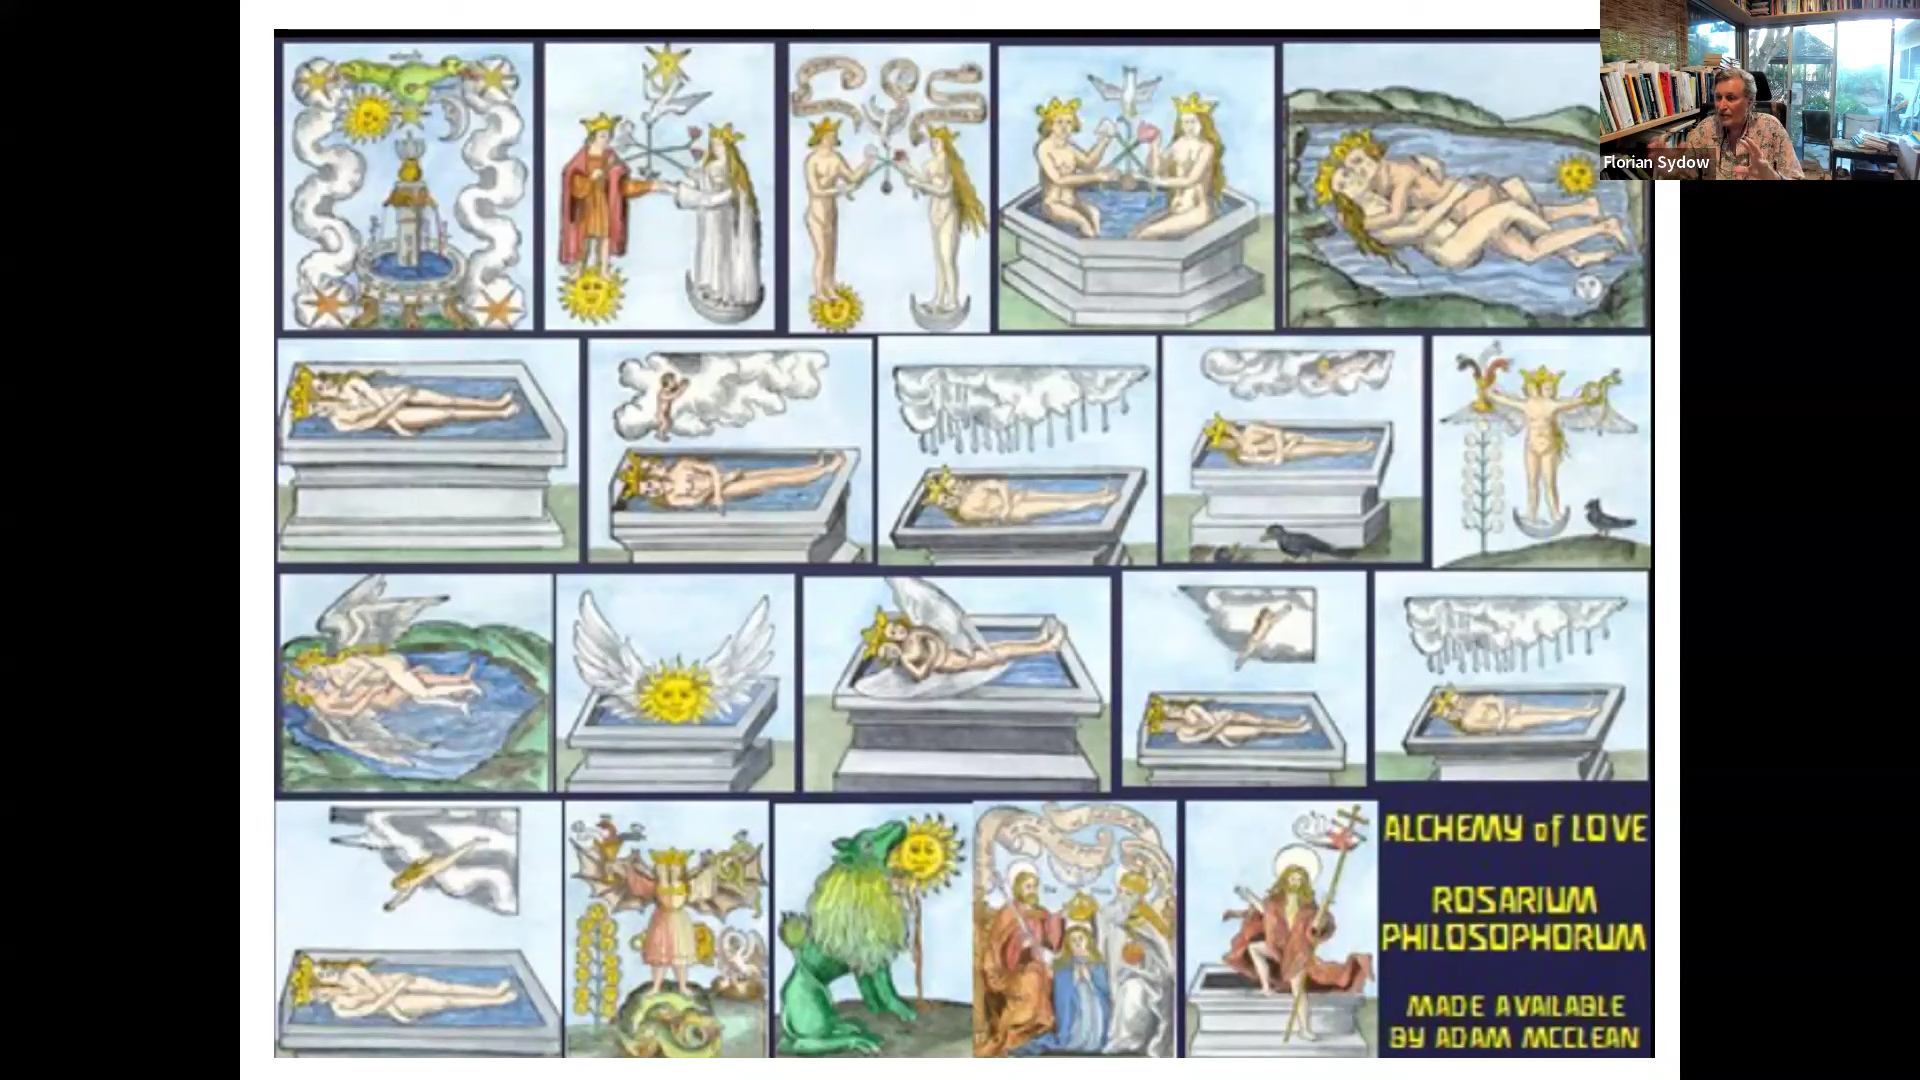 Florian Sydow
ALCHEMY of LOVE
ROSARIUM
PHILOSOPHORUM
MADE AVAILABLE
BY ADAM MCCLEAN